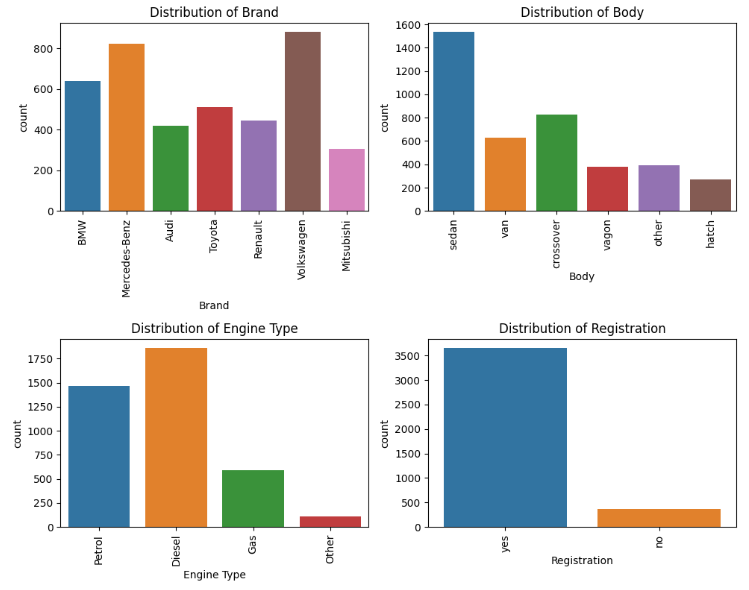 Distribution of Brand
count
800
600
400
200
0
BMW
Mercedes-Benz
Audi
Toyota
Renault
Volkswagen
Mitsubishi
Brand
Distribution of Body
count
1600
1400
1200
1000
800
600
400
200
0
sedan
van
crossover
vagon
other
hatch
Body
Distribution of Engine Type
count
1750
1500
1250
1000
750
500
250
0
Petrol
Diesel
Gas
Other
Engine Type
Distribution of Registration
count
3500
3000
2500
2000
1500
1000
500
0
yes
no
Registration